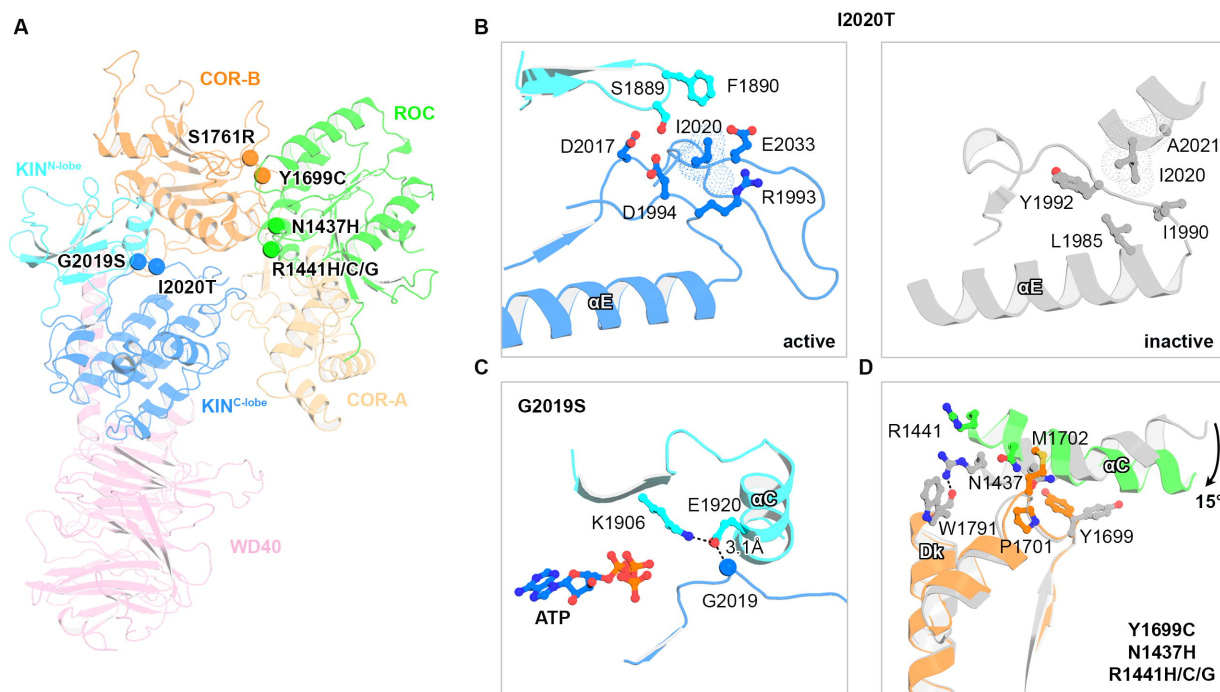 A
COR-B
S1761R
ROC
KIN^N-lobe
Y1699C
N1437H
G2019S
R1441H/C/G
I2020T
KIN^C-lobe
COR-A
WD40
I2020T
B
S1889
F1890
D2017
I2020
E2033
D1994
R1993
αE
active
A2021
I2020
Y1992
I1990
L1985
αE
inactive
C
G2019S
αC
E1920
K1906
3.1Å
G2019
ATP
D
R1441
M1702
αC
N1437
15°
W1791
P1701
Y1699
Dk
Y1699C
N1437H
R1441H/C/G